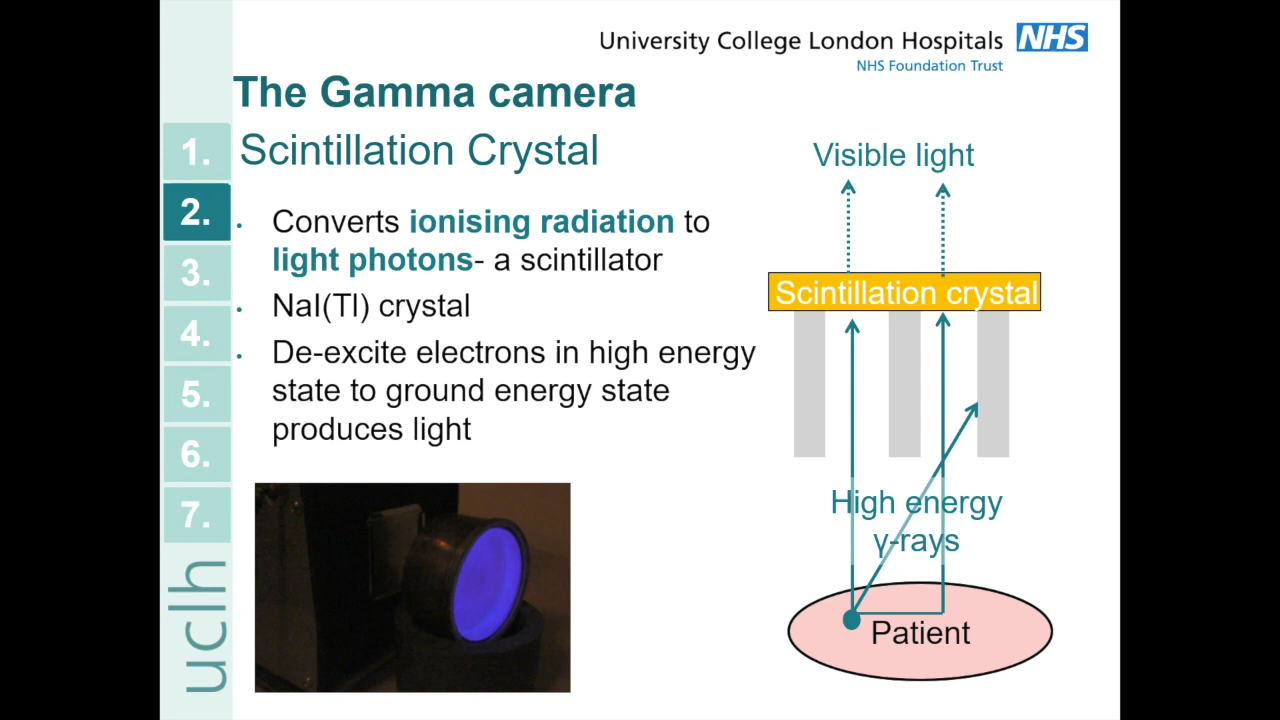 University College London Hospitals NHS
NHS Foundation Trust
The Gamma camera
Scintillation Crystal
1.
2.
3.
4.
5.
6.
7.
uclh
• Converts ionising radiation to
light photons- a scintillator
• NaI(Tl) crystal
• De-excite electrons in high energy
state to ground energy state
produces light
Visible light
Scintillation crystal
High energy
γ-rays
Patient